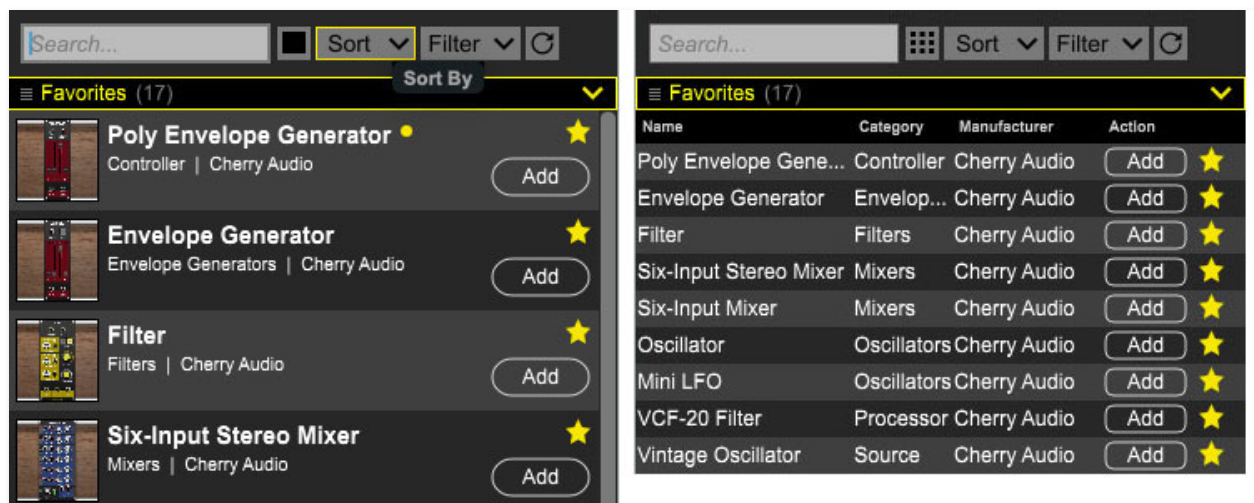 Search... Sort Filter
Sort By
Favorites (17)
Poly Envelope Generator
Controller | Cherry Audio
Add
Envelope Generator
Envelope Generators | Cherry Audio
Add
Filter
Filters | Cherry Audio
Add
Six-Input Stereo Mixer
Mixers | Cherry Audio
Add
Search... Sort Filter
Favorites (17)
Name Category Manufacturer Action
Poly Envelope Gene... Controller Cherry Audio Add
Envelope Generator Envelop... Cherry Audio Add
Filter Filters Cherry Audio Add
Six-Input Stereo Mixer Mixers Cherry Audio Add
Six-Input Mixer Mixers Cherry Audio Add
Oscillator Oscillators Cherry Audio Add
Mini LFO Oscillators Cherry Audio Add
VCF-20 Filter Processor Cherry Audio Add
Vintage Oscillator Source Cherry Audio Add